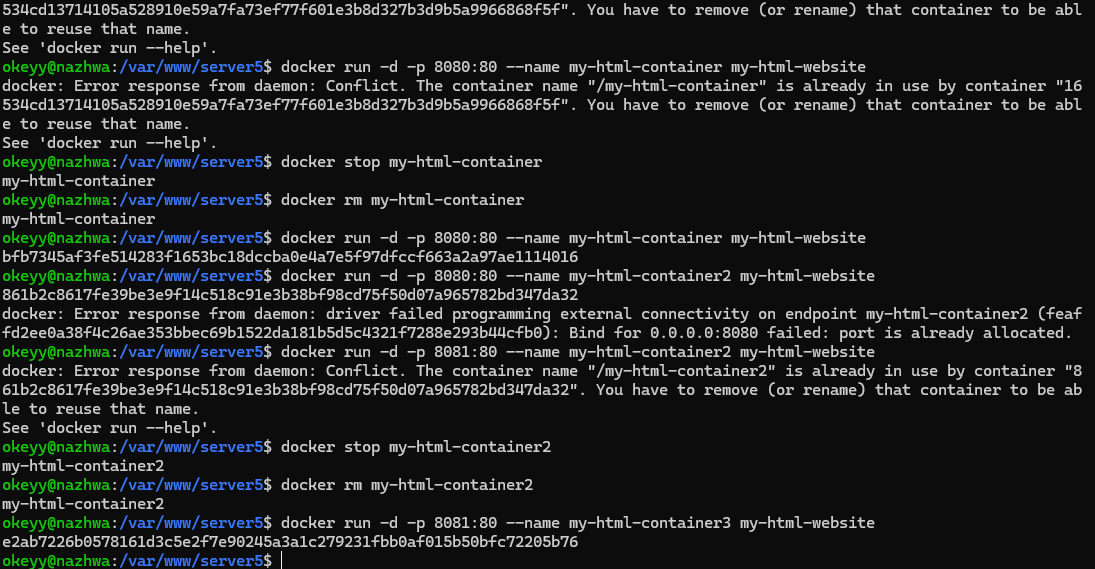 534cd13714105a528910e59a7fa73ef77f601e3b8d327b3d9b5a9966868f5f". You have to remove (or rename) that container to be abl
e to reuse that name.
See 'docker run --help'.
okeyy@nazhwa:/var/www/server5$ docker run -d -p 8080:80 --name my-html-container my-html-website
docker: Error response from daemon: Conflict. The container name "/my-html-container" is already in use by container "16
534cd13714105a528910e59a7fa73ef77f601e3b8d327b3d9b5a9966868f5f". You have to remove (or rename) that container to be abl
e to reuse that name.
See 'docker run --help'.
okeyy@nazhwa:/var/www/server5$ docker stop my-html-container
my-html-container
okeyy@nazhwa:/var/www/server5$ docker rm my-html-container
my-html-container
okeyy@nazhwa:/var/www/server5$ docker run -d -p 8080:80 --name my-html-container my-html-website
bfb7345af3fe514283f1653bc18dccba0e4a7e5f97dfccf663a2a97ae1114016
okeyy@nazhwa:/var/www/server5$ docker run -d -p 8080:80 --name my-html-container2 my-html-website
861b2c8617fe39be3e9f14c518c91e3b38bf98cd75f50d07a965782bd347da32
docker: Error response from daemon: driver failed programming external connectivity on endpoint my-html-container2 (feaf
fd2ee0a38f4c26ae353bbec69b1522da181b5d5c4321f7288e293b44cfb0): Bind for 0.0.0.0:8080 failed: port is already allocated.
okeyy@nazhwa:/var/www/server5$ docker run -d -p 8081:80 --name my-html-container2 my-html-website
docker: Error response from daemon: Conflict. The container name "/my-html-container2" is already in use by container "8
61b2c8617fe39be3e9f14c518c91e3b38bf98cd75f50d07a965782bd347da32". You have to remove (or rename) that container to be ab
le to reuse that name.
See 'docker run --help'.
okeyy@nazhwa:/var/www/server5$ docker stop my-html-container2
my-html-container2
okeyy@nazhwa:/var/www/server5$ docker rm my-html-container2
my-html-container2
okeyy@nazhwa:/var/www/server5$ docker run -d -p 8081:80 --name my-html-container3 my-html-website
e2ab7226b0578161d3c5e2f7e90245a3a1c279231fbb0af015b50bfc72205b76
okeyy@nazhwa:/var/www/server5$